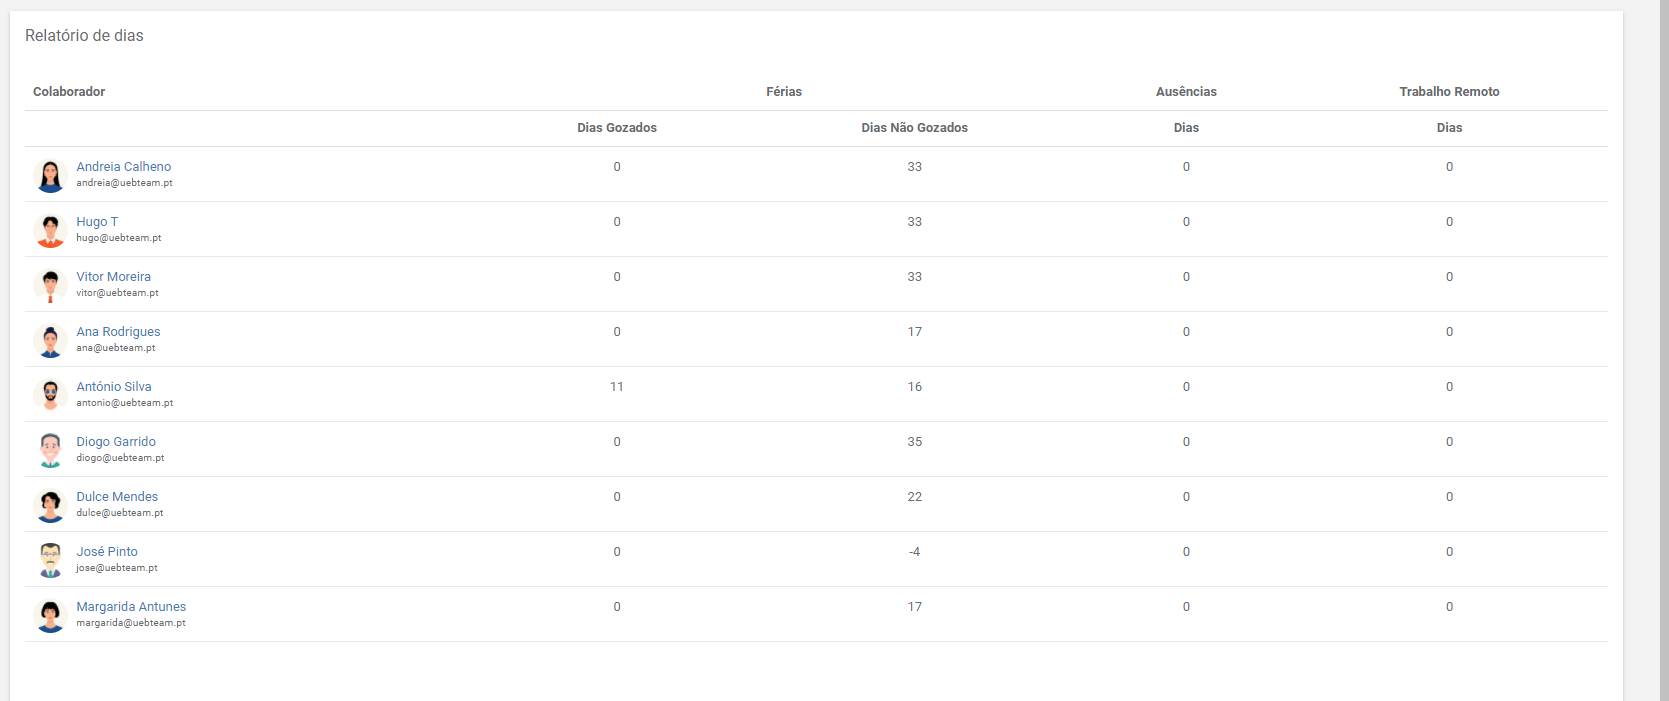 Relatório de dias
Colaborador Férias Ausências Trabalho Remoto
Dias Gozados Dias Não Gozados Dias Dias
Andreia Calheno 0 33 0 0
andreia@uebteam.pt
Hugo T 0 33 0 0
hugo@uebteam.pt
Vitor Moreira 0 33 0 0
vitor@uebteam.pt
Ana Rodrigues 0 17 0 0
ana@uebteam.pt
António Silva 11 16 0 0
antonio@uebteam.pt
Diogo Garrido 0 35 0 0
diogo@uebteam.pt
Dulce Mendes 0 22 0 0
dulce@uebteam.pt
José Pinto 0 -4 0 0
jose@uebteam.pt
Margarida Antunes 0 17 0 0
margarida@uebteam.pt